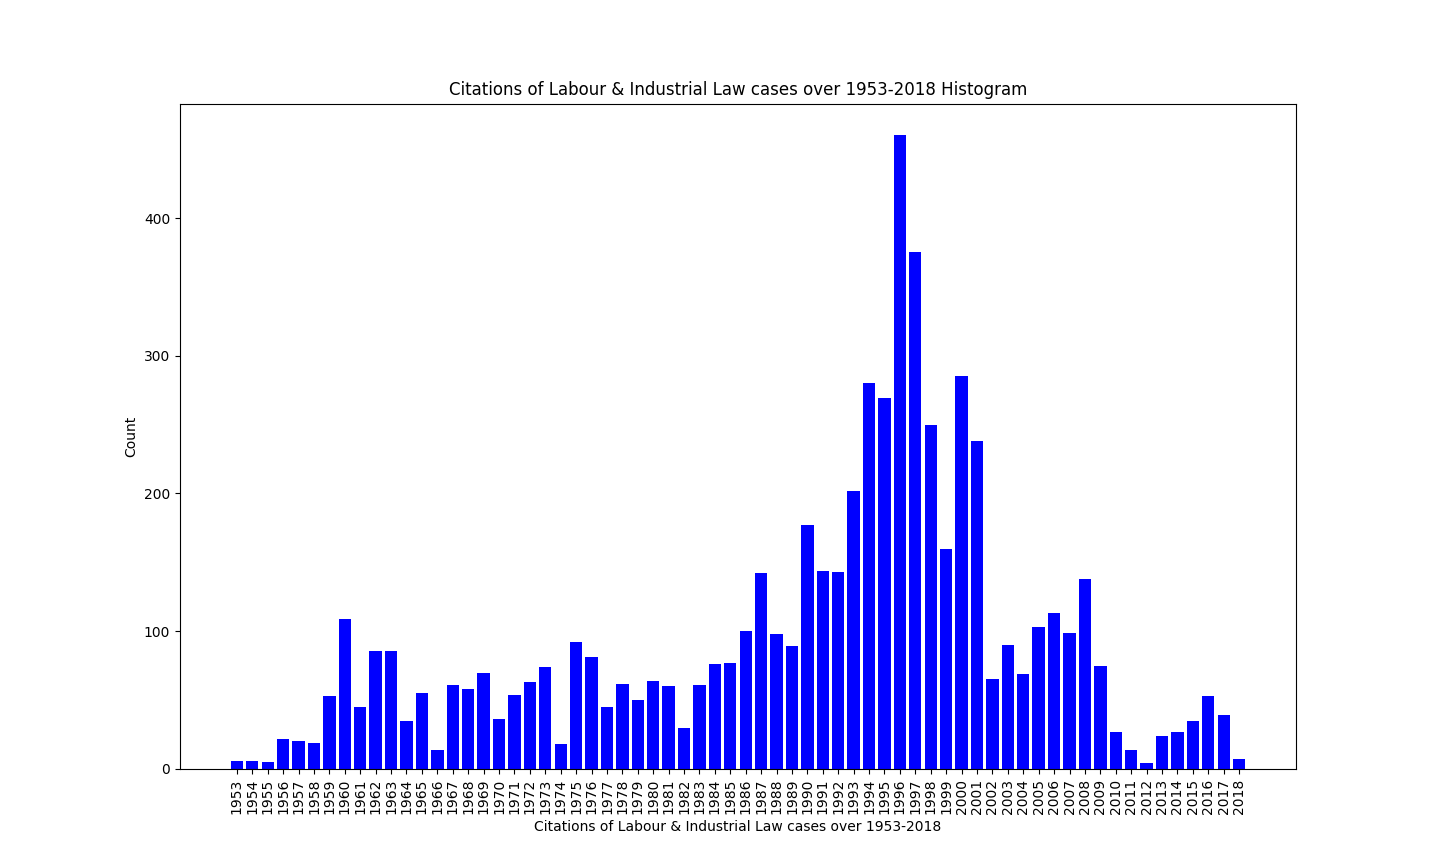 Citations of Labour & Industrial Law cases over 1953-2018 Histogram
400
300
200
100
0
Count
1953 1954 1955 1956 1957 1958 1959 1960 1961 1962 1963 1964 1965 1966 1967 1968 1969 1970 1971 1972 1973 1974 1975 1976 1977 1978 1979 1980 1981 1982 1983 1984 1985 1986 1987 1988 1989 1990 1991 1992 1993 1994 1995 1996 1997 1998 1999 2000 2001 2002 2003 2004 2005 2006 2007 2008 2009 2010 2011 2012 2013 2014 2015 2016 2017 2018
Citations of Labour & Industrial Law cases over 1953-2018